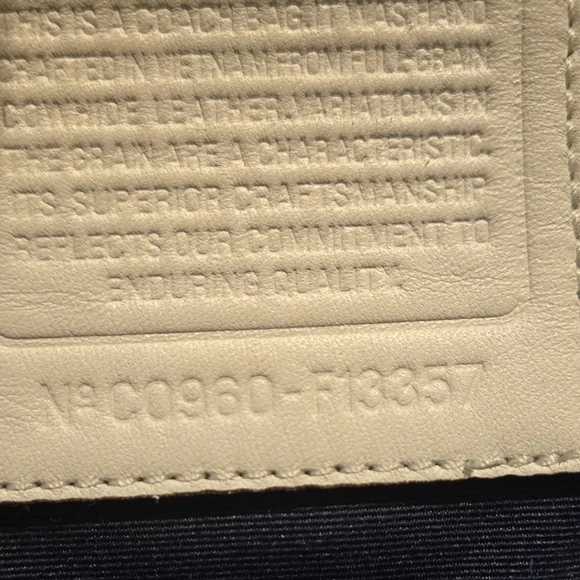 THIS IS A COACH BAG. IT WAS HAND
CRAFTED IN VIETNAM FROM FULL GRAIN
COWHIDE LEATHER. VARIATIONS IN
THE GRAIN ARE A CHARACTERISTIC
ITS SUPERIOR CRAFTSMANSHIP
REFLECTS OUR COMMITMENT TO
ENDURING QUALITY.
Nº C0960-F13357